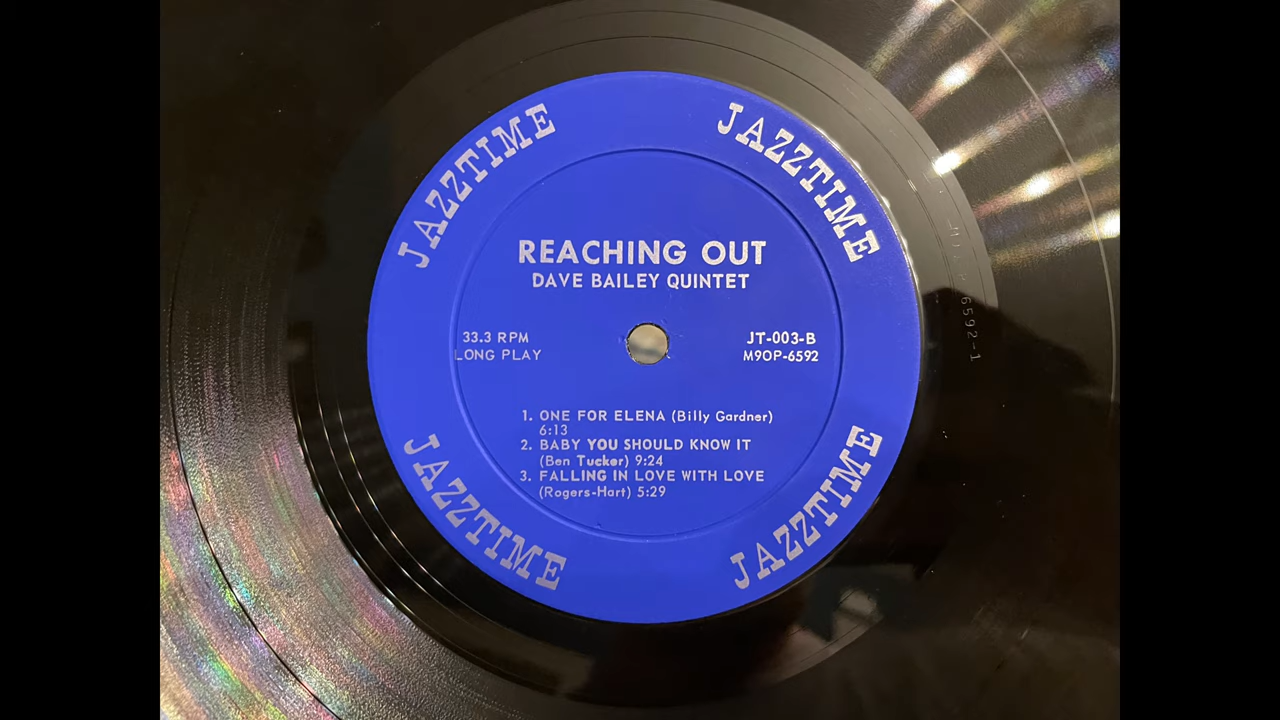 JAZZTIME
JAZZTIME
REACHING OUT
DAVE BAILEY QUINTET
33.3 RPM
LONG PLAY
JT-003-B
M9OP-6592
1. ONE FOR ELENA (Billy Gardner)
6:13
2. BABY YOU SHOULD KNOW IT
(Ben Tucker) 9:24
3. FALLING IN LOVE WITH LOVE
(Rogers-Hart) 5:29
JAZZTIME
JAZZTIME
6592-1